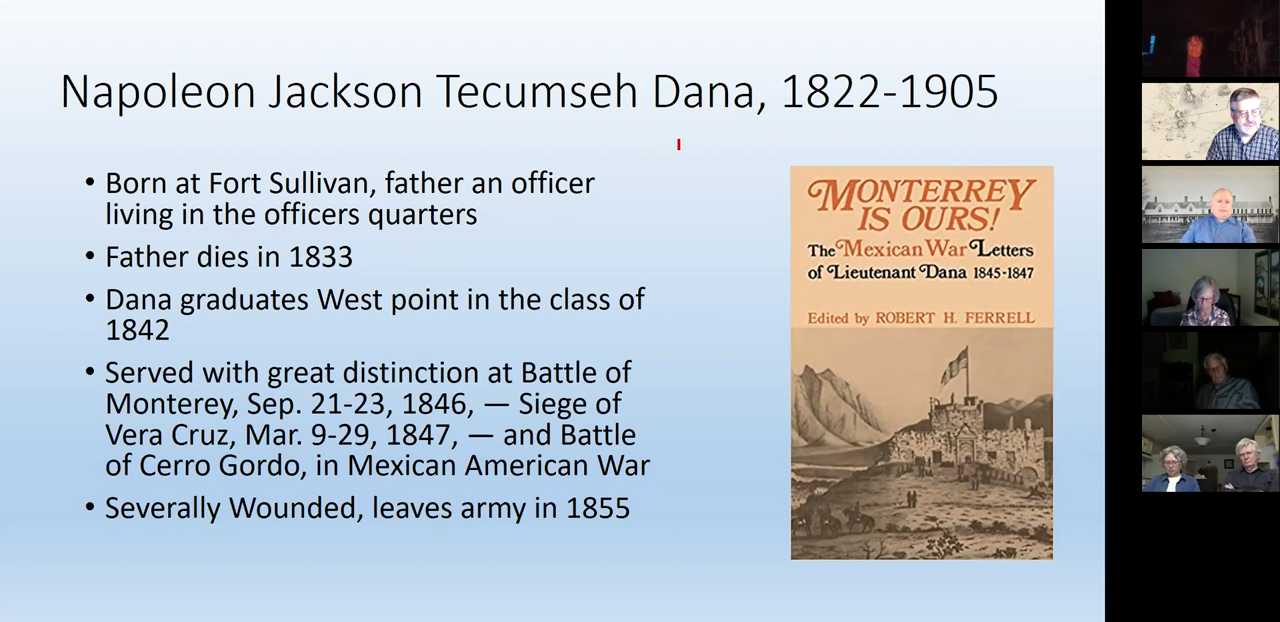 Napoleon Jackson Tecumseh Dana, 1822-1905
• Born at Fort Sullivan, father an officer
living in the officers quarters
• Father dies in 1833
• Dana graduates West point in the class of
1842
• Served with great distinction at Battle of
Monterey, Sep. 21-23, 1846, — Siege of
Vera Cruz, Mar. 9-29, 1847, — and Battle
of Cerro Gordo, in Mexican American War
• Severally Wounded, leaves army in 1855
MONTERREY
IS OURS!
The Mexican War Letters
of Lieutenant Dana 1845-1847
Edited by ROBERT H. FERRELL